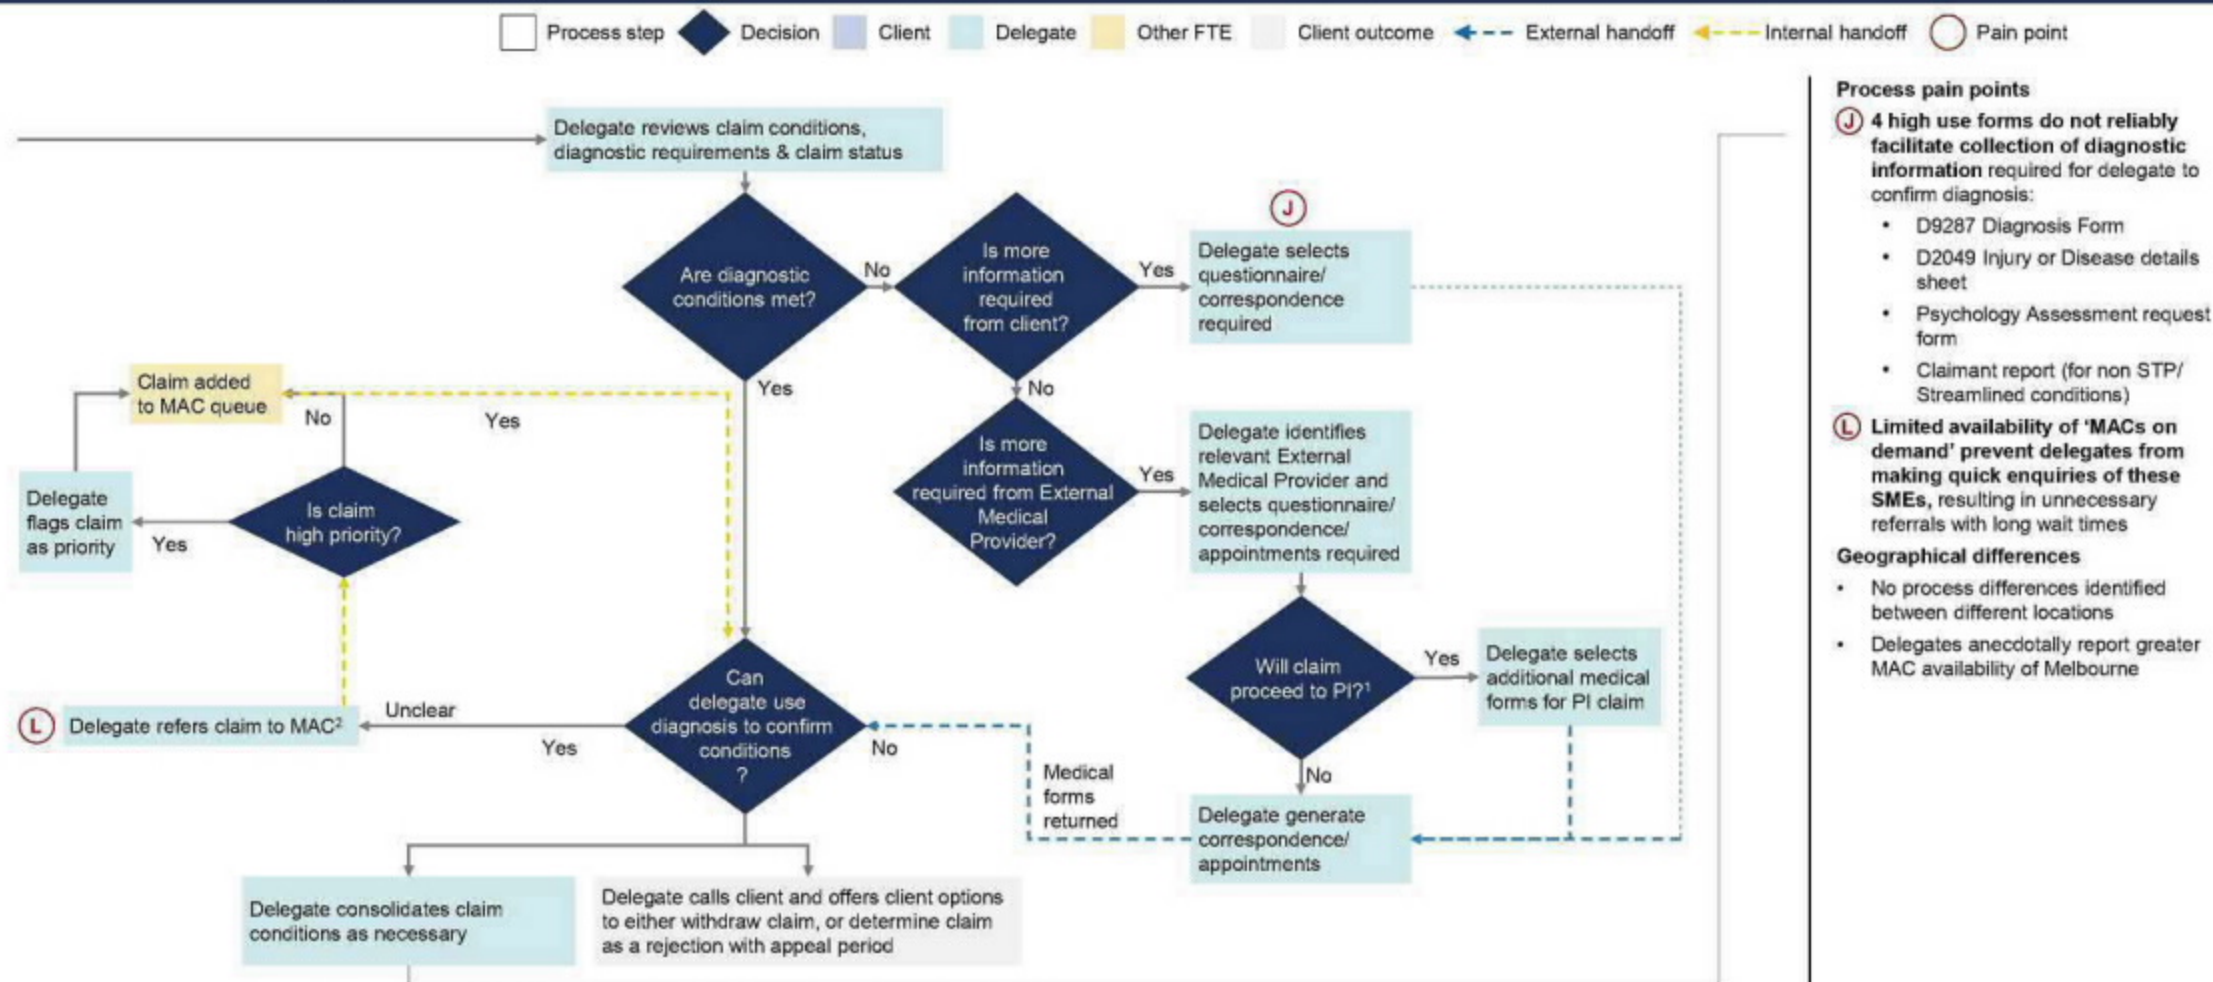 Process step
Decision
Client
Delegate
Other FTE
Client outcome
External handoff
Internal handoff
Pain point
Delegate reviews claim conditions,
diagnostic requirements & claim status
Are diagnostic
conditions met?
No
Yes
Is more
information
required
from client?
Yes
No
J
Delegate selects
questionnaire/
correspondence
required
Is more
information
required from External
Medical
Provider?
Yes
Delegate identifies
relevant External
Medical Provider and
selects questionnaire/
correspondence/
appointments required
Will claim
proceed to PI?¹
Yes
No
Delegate selects
additional medical
forms for PI claim
Delegate generate
correspondence/
appointments
Medical
forms
returned
Claim added
to MAC queue
No
Yes
Delegate
flags claim
as priority
Yes
Is claim
high priority?
L
Delegate refers claim to MAC²
Unclear
Yes
Can
delegate use
diagnosis to confirm
conditions
?
No
Delegate consolidates claim
conditions as necessary
Delegate calls client and offers client options
to either withdraw claim, or determine claim
as a rejection with appeal period
Process pain points
J 4 high use forms do not reliably
facilitate collection of diagnostic
information required for delegate to
confirm diagnosis:
• D9287 Diagnosis Form
• D2049 Injury or Disease details
sheet
• Psychology Assessment request
form
• Claimant report (for non STP/
Streamlined conditions)
L Limited availability of ‘MACs on
demand’ prevent delegates from
making quick enquiries of these
SMEs, resulting in unnecessary
referrals with long wait times
Geographical differences
• No process differences identified
between different locations
• Delegates anecdotally report greater
MAC availability of Melbourne